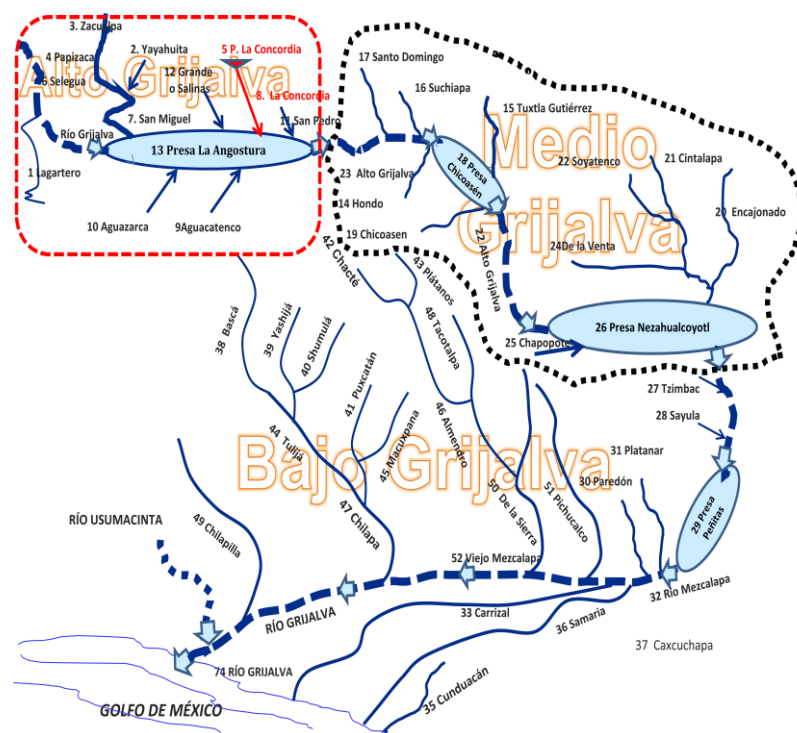 3. Zacualpa
4 Papizaca
6 Selegua
2. Yayahuita
5 P. La Concordia
Alto Grijalva
12 Grande
o Salinas
8. La Concordia
7. San Miguel
11 San Pedro
Río Grijalva
13 Presa La Angostura
1 Lagartero
10 Aguazarca
9Aguacatenco
17 Santo Domingo
16 Suchiapa
15 Tuxtla Gutiérrez
Medio
Grijalva
18 Presa
Chicoasén
23 Alto Grijalva
14 Hondo
19 Chicoasen
22 Soyatenco
21 Cintalapa
20 Encajonado
24De la Venta
22 Alto Grijalva
26 Presa Nezahualcoyotl
25 Chapopote
27 Tzimbac
28 Sayula
42 Chacté
43 Plátanos
38 Bascá
39 Yashijá
40 Shumulá
48 Tacotalpa
41 Puxcatán
46 Almendro
Bajo Grijalva
44 Tulijá
45 Macuxpana
31 Platanar
30 Paredón
29 Presa
Peñitas
50 De la Sierra
51 Pichucalco
47 Chilapa
49 Chilapilla
RÍO USUMACINTA
52 Viejo Mezcalapa
32 Río Mezcalapa
33 Carrizal
36 Samaria
RÍO GRIJALVA
37 Caxcuchapa
74 RÍO GRIJALVA
35 Cunduacán
GOLFO DE MÉXICO